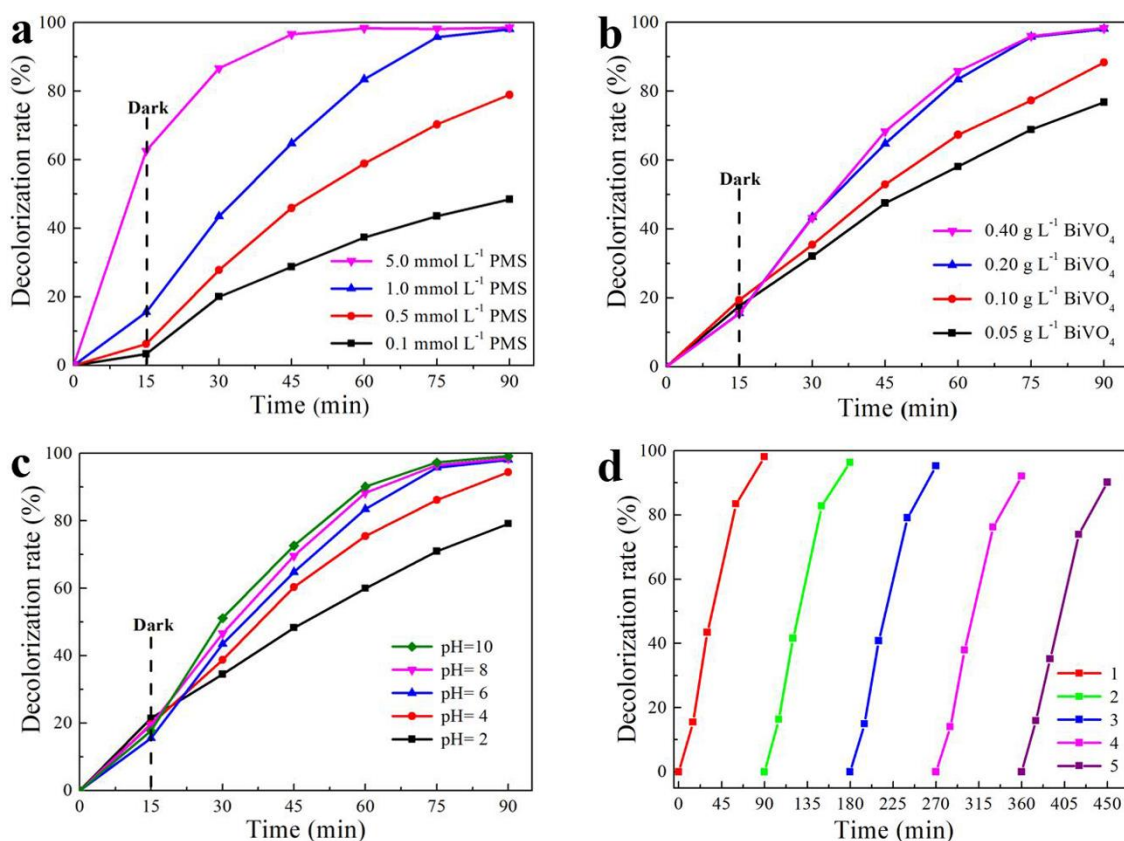 a
Decolorization rate (%)
100
80
60
40
20
0
Dark
5.0 mmol L⁻¹ PMS
1.0 mmol L⁻¹ PMS
0.5 mmol L⁻¹ PMS
0.1 mmol L⁻¹ PMS
0 15 30 45 60 75 90
Time (min)
b
Decolorization rate (%)
100
80
60
40
20
0
Dark
0.40 g L⁻¹ BiVO₄
0.20 g L⁻¹ BiVO₄
0.10 g L⁻¹ BiVO₄
0.05 g L⁻¹ BiVO₄
0 15 30 45 60 75 90
Time (min)
c
Decolorization rate (%)
100
80
60
40
20
0
Dark
pH=10
pH= 8
pH= 6
pH= 4
pH= 2
0 15 30 45 60 75 90
Time (min)
d
Decolorization rate (%)
100
80
60
40
20
0
1
2
3
4
5
0 45 90 135 180 225 270 315 360 405 450
Time (min)